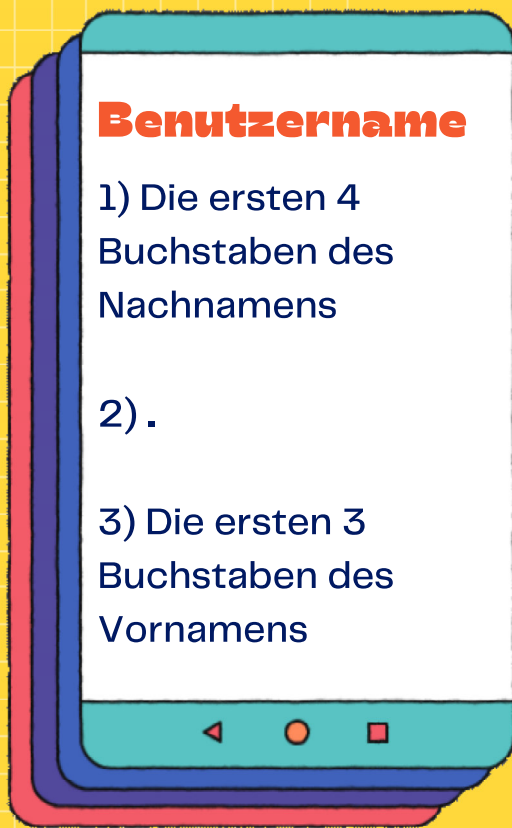 Benutzername
1) Die ersten 4
Buchstaben des
Nachnamens
2) .
3) Die ersten 3
Buchstaben des
Vornamens